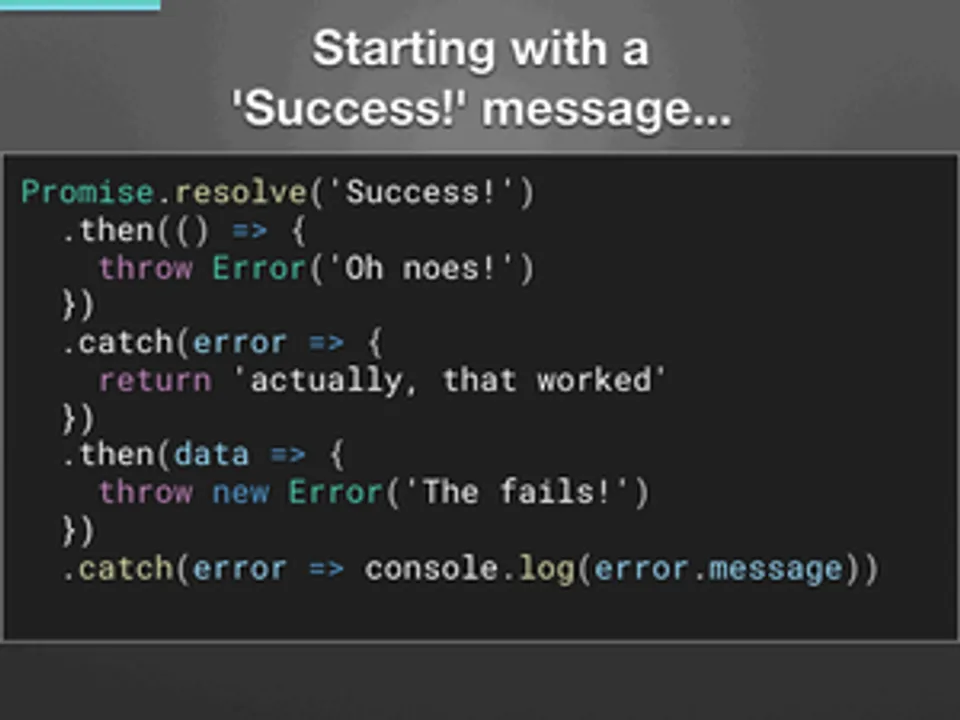 Starting with a
'Success!' message...
Promise.resolve('Success!')
  .then(() => {
    throw Error('Oh noes!')
  })
  .catch(error => {
    return 'actually, that worked'
  })
  .then(data => {
    throw new Error('The fails!')
  })
  .catch(error => console.log(error.message))